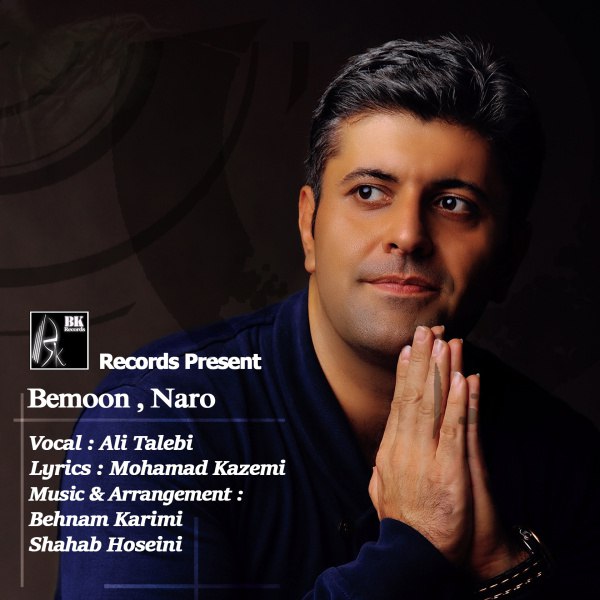 BK
Records
Records Present
Bemoon , Naro
Vocal : Ali Talebi
Lyrics : Mohamad Kazemi
Music & Arrangement :
Behnam Karimi
Shahab Hoseini